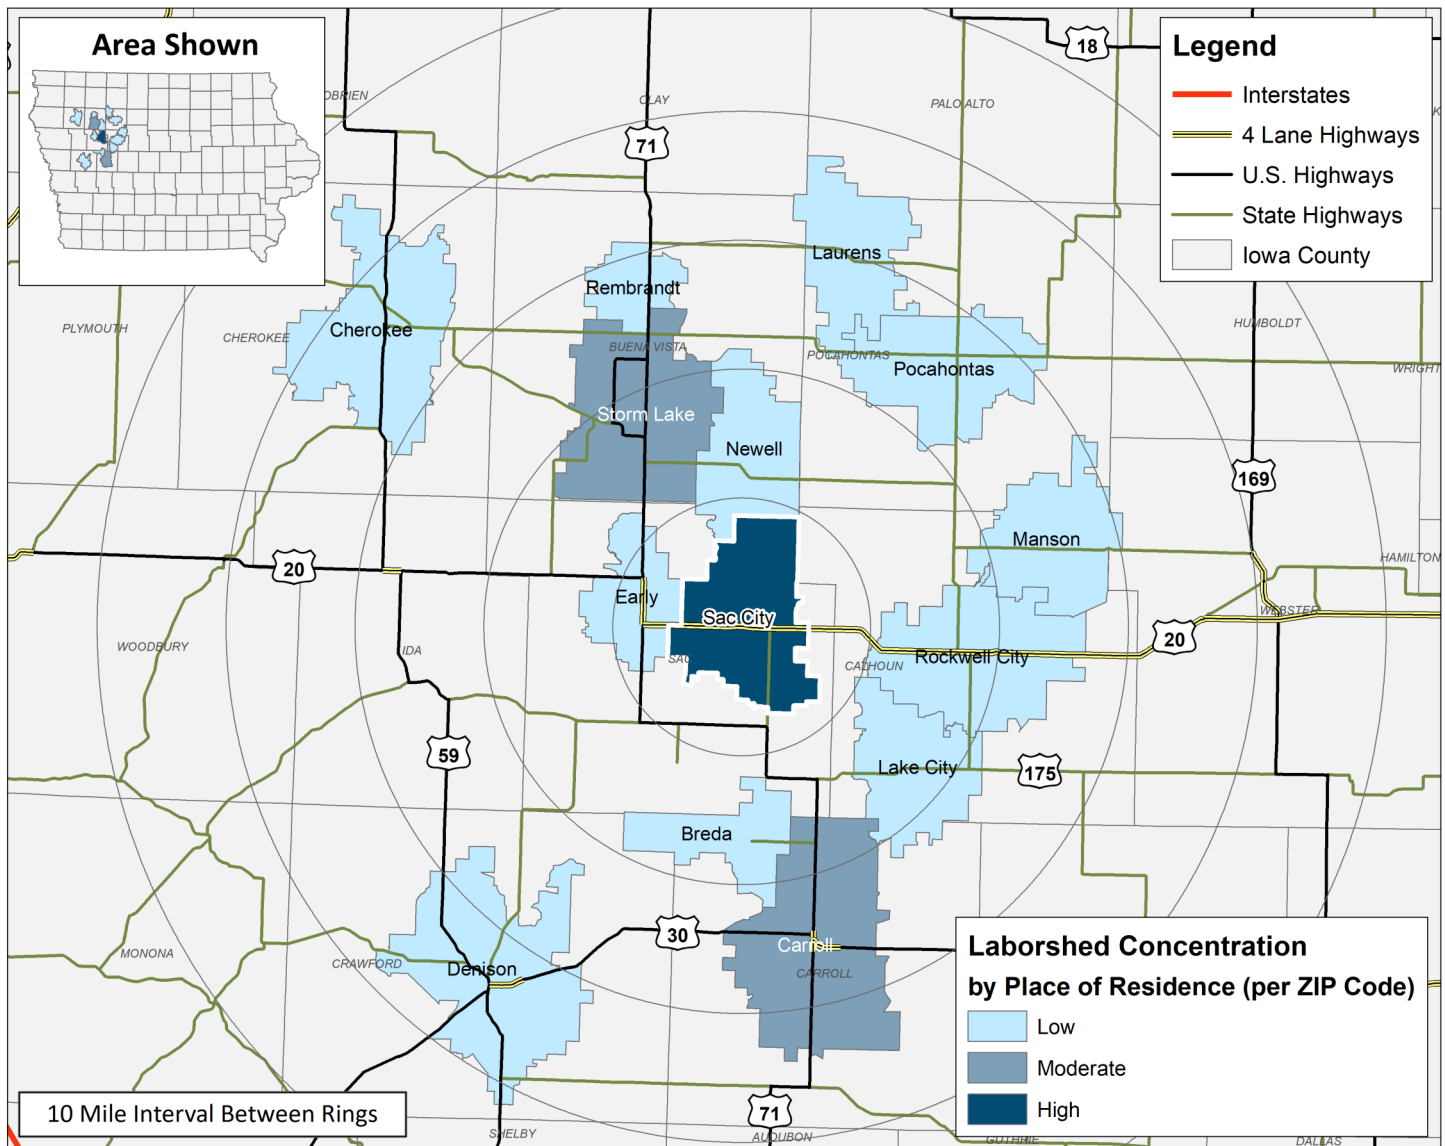 Area Shown
Legend
Interstates
4 Lane Highways
U.S. Highways
State Highways
Iowa County
18
OBRIEN
CLAY
PALO ALTO
71
Laurens
Rembrandt
PLYMOUTH
CHEROKEE
Cherokee
HUMBOLDT
BUENA VISTA
POCAHONTAS
Pocahontas
WRIGHT
Storm Lake
Newell
169
Manson
HAMILTON
20
Early
Sac City
WEBSTER
20
WOODBURY
IDA
SAC
CALHOUN
Rockwell City
59
Lake City
175
Breda
30
Carroll
MONONA
CRAWFORD
Denison
CARROLL
Laborshed Concentration
by Place of Residence (per ZIP Code)
Low
Moderate
High
10 Mile Interval Between Rings
71
SHELBY
AUDUBON
GUTHRIE
DALLAS